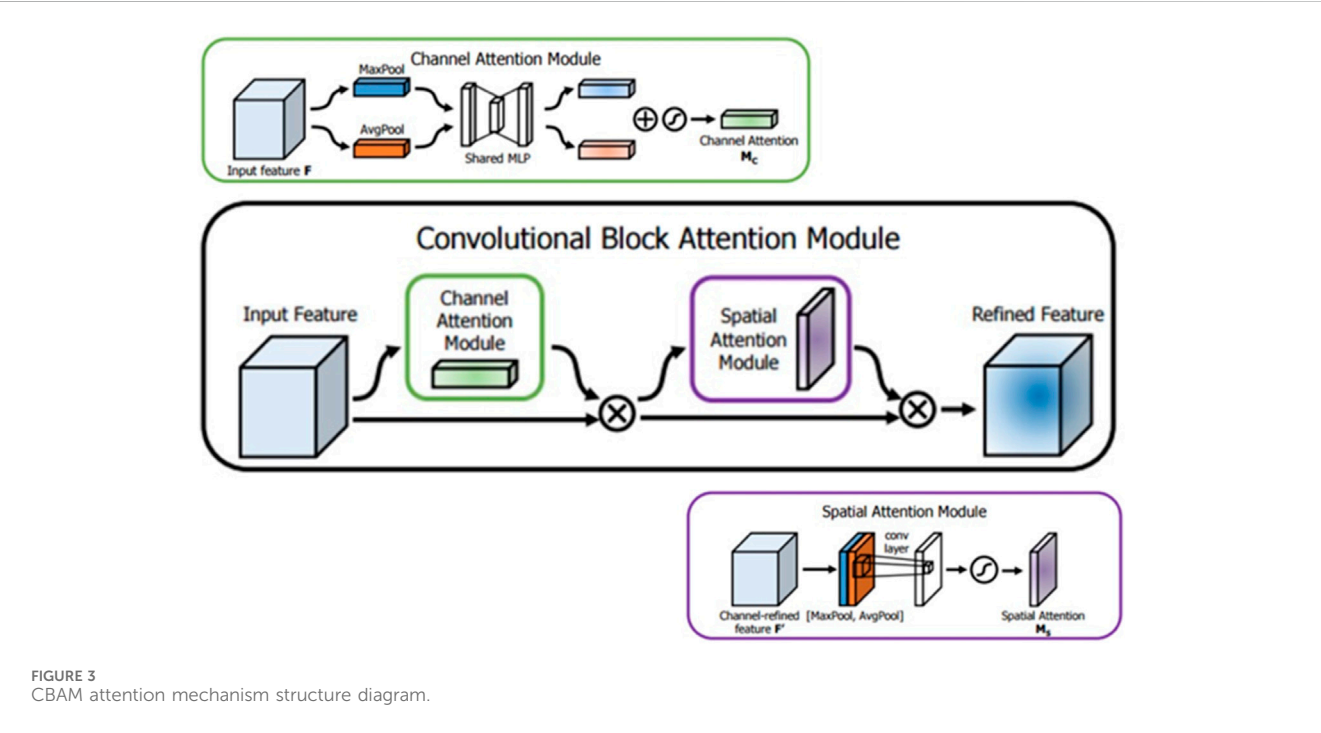 Channel Attention Module
MaxPool
AvgPool
Input feature F
Shared MLP
Channel Attention
Mc
Convolutional Block Attention Module
Input Feature
Channel
Attention
Module
Spatial
Attention
Module
Refined Feature
Spatial Attention Module
conv
layer
Channel-refined
feature F'
[MaxPool, AvgPool]
Spatial Attention
Ms
FIGURE 3
CBAM attention mechanism structure diagram.